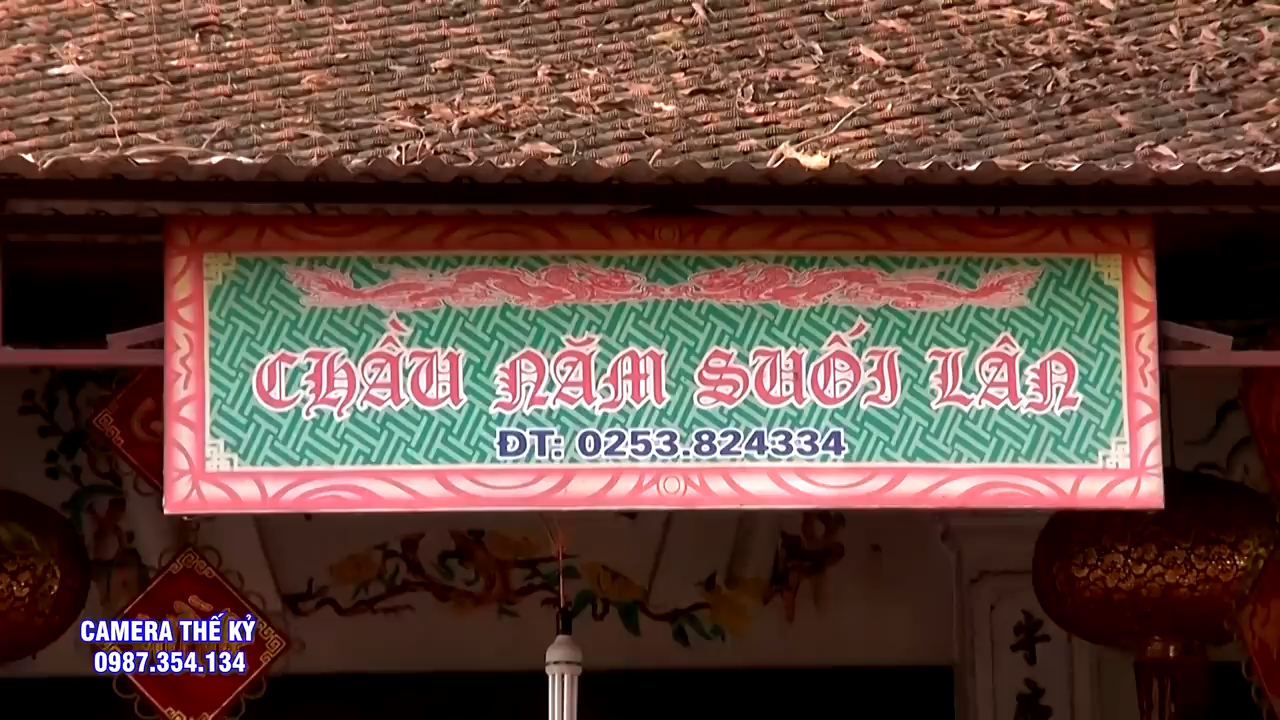 CHẦU NĂM SUỐI LÂN
ĐT: 0253.824334
CAMERA THẾ KỶ
0987.354.134